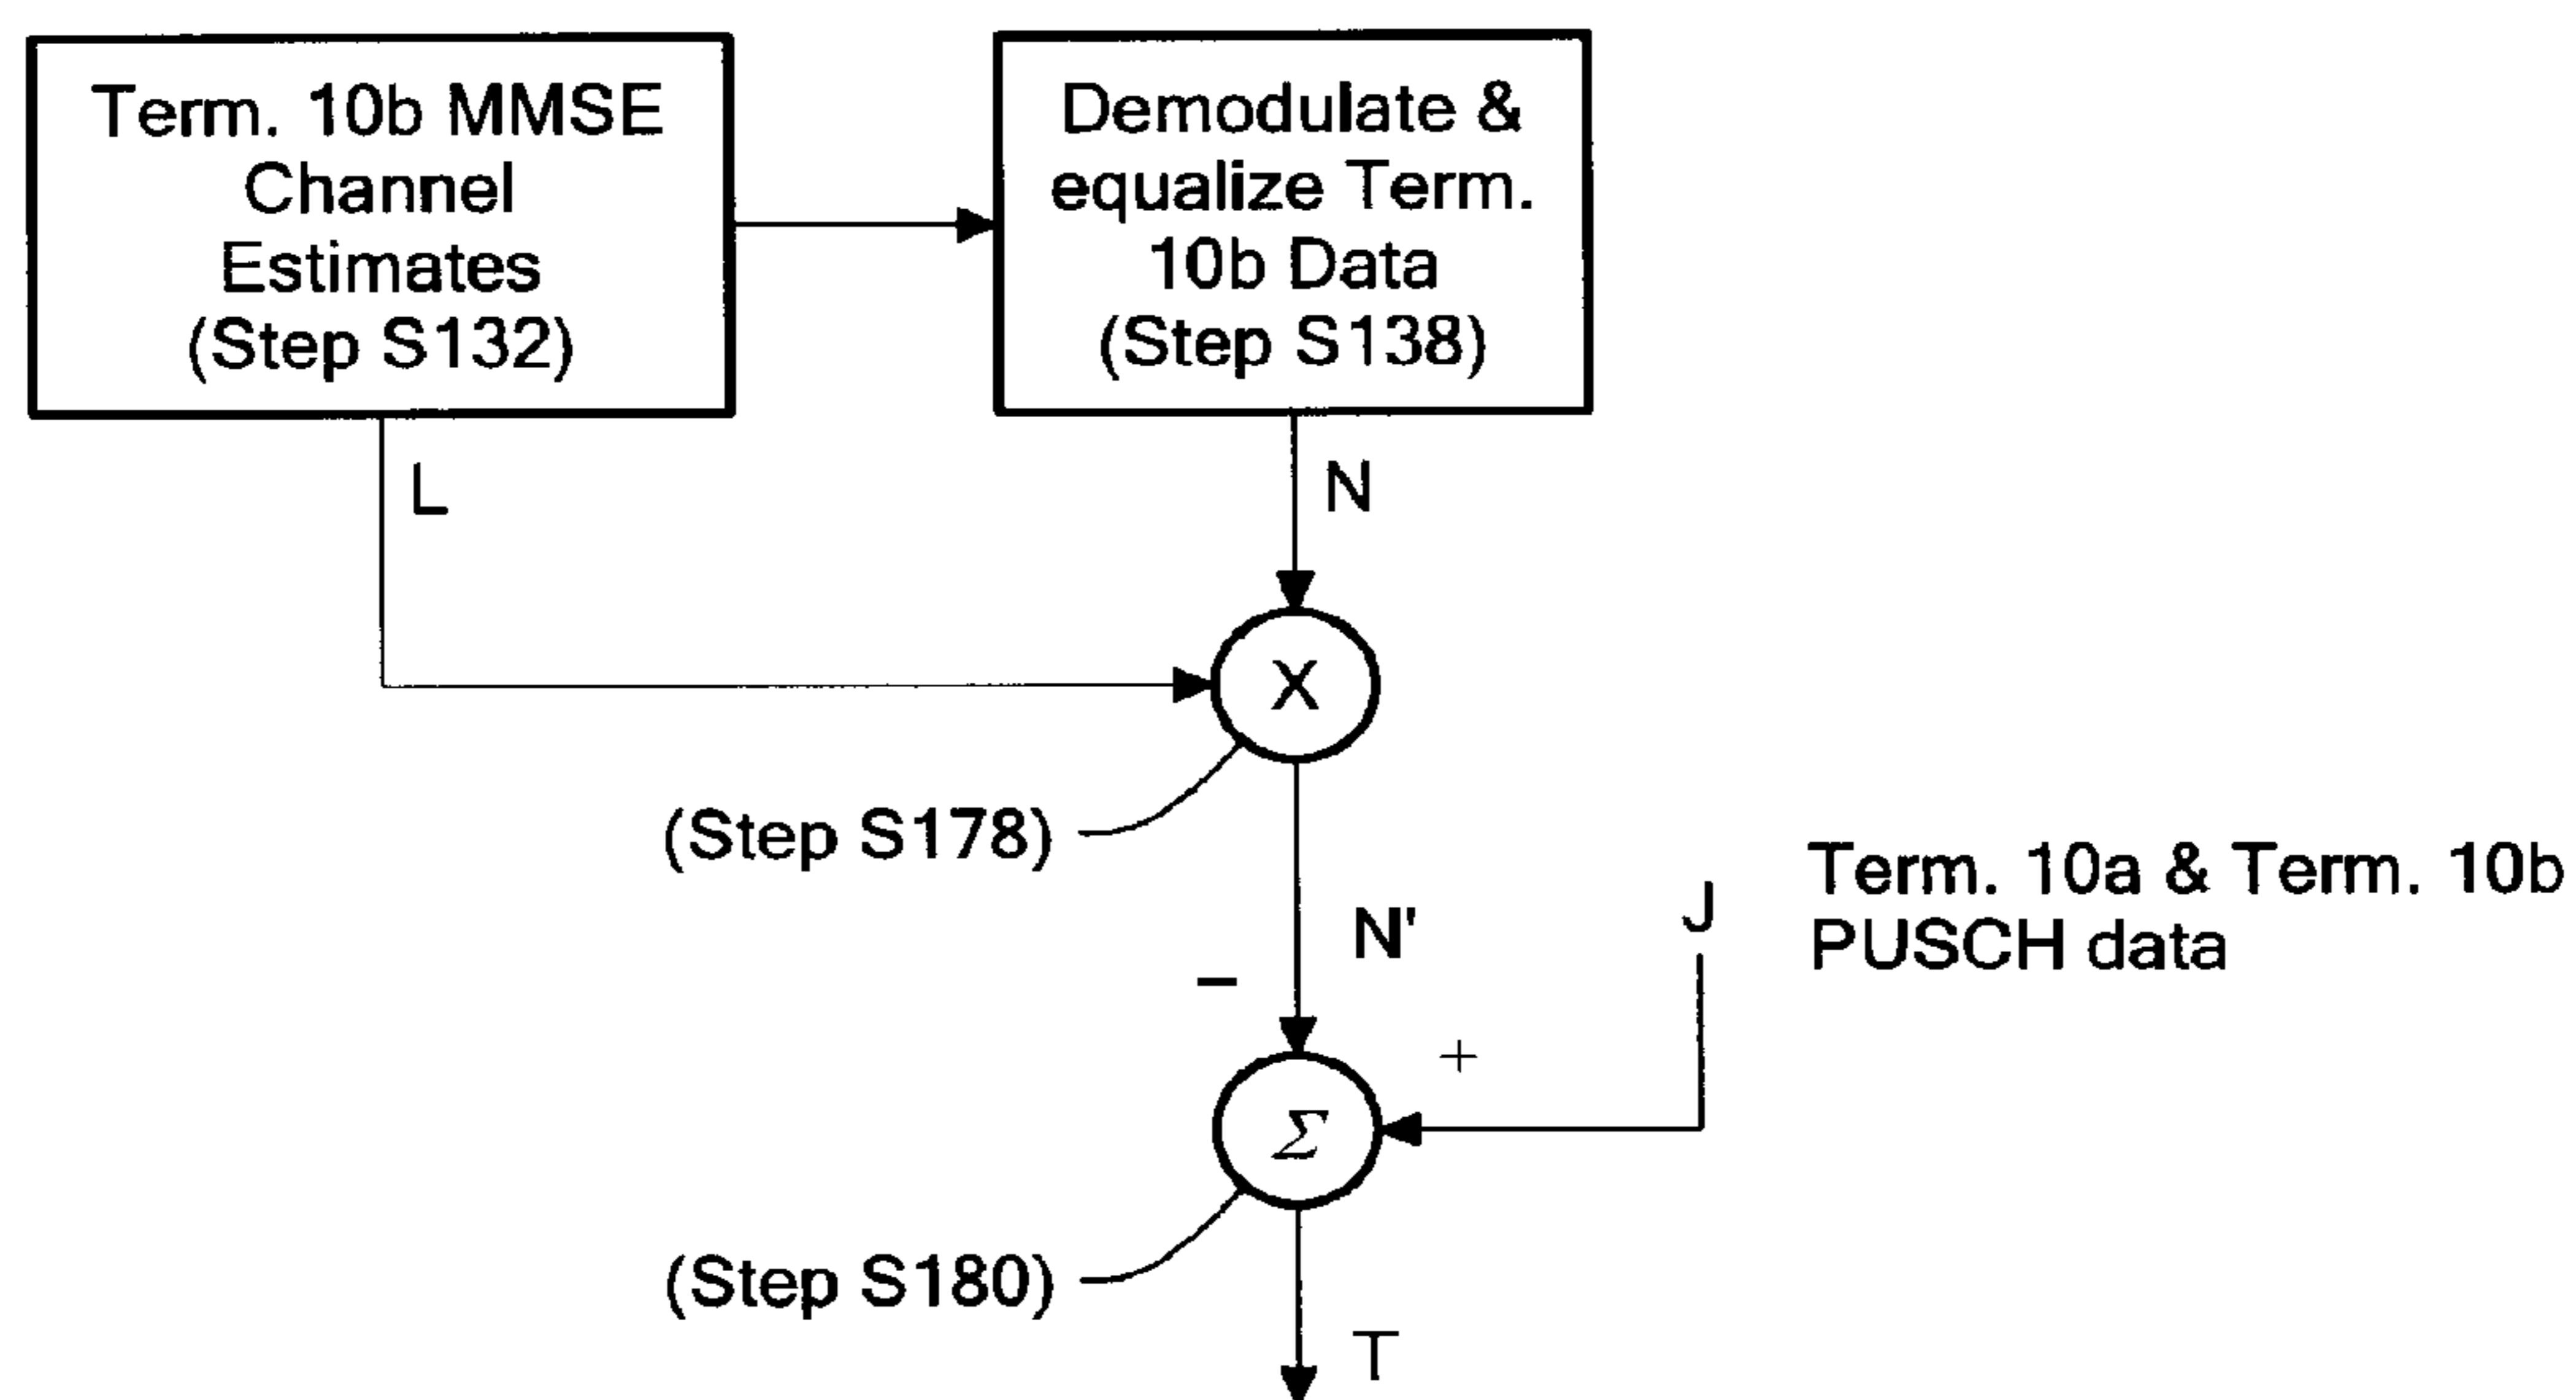 Term. 10b MMSE
Channel
Estimates
(Step S132)
Demodulate &
equalize Term.
10b Data
(Step S138)
L
N
X
(Step S178)
N'
−
J
Term. 10a & Term. 10b
PUSCH data
+
Σ
(Step S180)
T